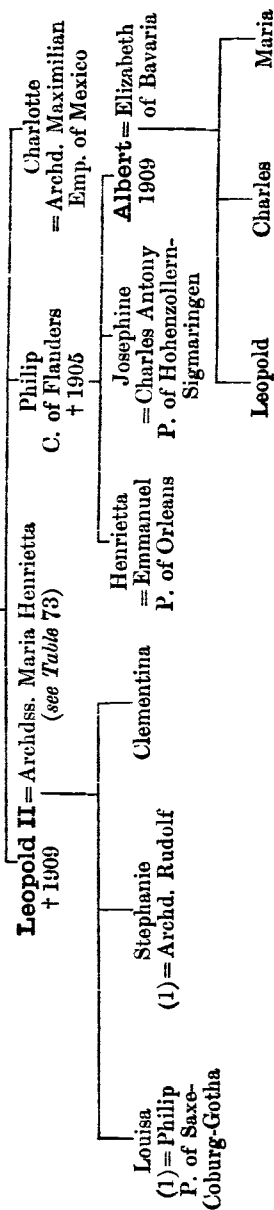 Leopold II = Archdss. Maria Henrietta
† 1909
(see Table 73)
Philip
C. of Flanders
† 1905
Charlotte
= Archd. Maximilian
Emp. of Mexico
Louisa
(1) = Philip
P. of Saxe-
Coburg-Gotha
Stephanie
(1) = Archd. Rudolf
Clementina
Henrietta
= Emmanuel
P. of Orleans
Josephine
= Charles Antony
P. of Hohenzollern-
Sigmaringen
Albert = Elizabeth
1909 of Bavaria
Leopold
Charles
Maria